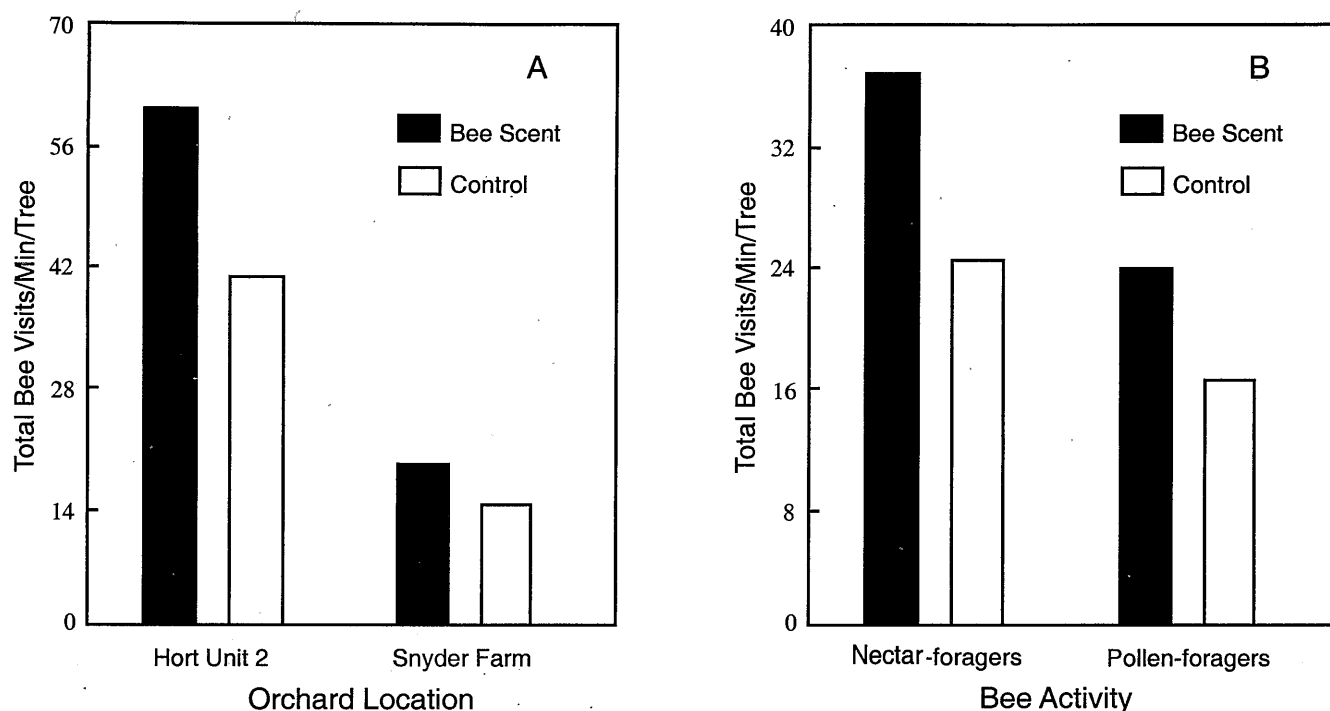 Total Bee Visits/Min/Tree
70
56
42
28
14
0
A
Bee Scent
Control
Hort Unit 2
Snyder Farm
Orchard Location
Total Bee Visits/Min/Tree
40
32
24
16
8
0
B
Bee Scent
Control
Nectar-foragers
Pollen-foragers
Bee Activity